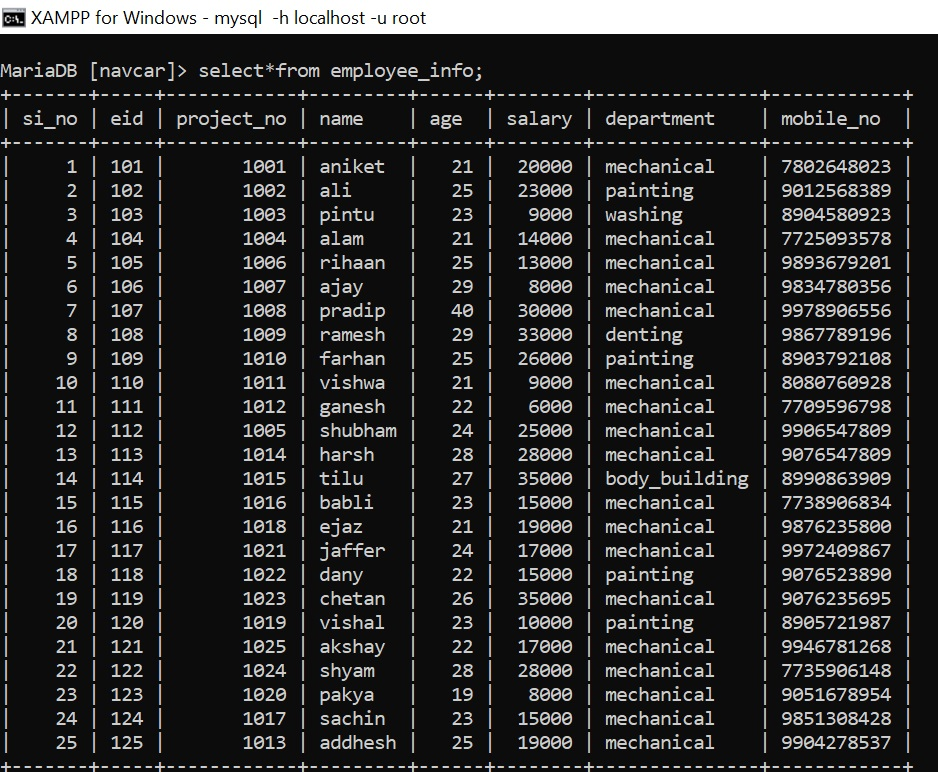 XAMPP for Windows - mysql  -h localhost -u root
MariaDB [navcar]> select*from employee_info;
+-------+-----+------------+---------+------+--------+---------------+------------+
| si_no | eid | project_no | name    | age  | salary | department    | mobile_no  |
+-------+-----+------------+---------+------+--------+---------------+------------+
|     1 | 101 |       1001 | aniket  |   21 |  20000 | mechanical    | 7802648023 |
|     2 | 102 |       1002 | ali     |   25 |  23000 | painting      | 9012568389 |
|     3 | 103 |       1003 | pintu   |   23 |   9000 | washing       | 8904580923 |
|     4 | 104 |       1004 | alam    |   21 |  14000 | mechanical    | 7725093578 |
|     5 | 105 |       1006 | rihaan  |   25 |  13000 | mechanical    | 9893679201 |
|     6 | 106 |       1007 | ajay    |   29 |   8000 | mechanical    | 9834780356 |
|     7 | 107 |       1008 | pradip  |   40 |  30000 | mechanical    | 9978906556 |
|     8 | 108 |       1009 | ramesh  |   29 |  33000 | denting       | 9867789196 |
|     9 | 109 |       1010 | farhan  |   25 |  26000 | painting      | 8903792108 |
|    10 | 110 |       1011 | vishwa  |   21 |   9000 | mechanical    | 8080760928 |
|    11 | 111 |       1012 | ganesh  |   22 |   6000 | mechanical    | 7709596798 |
|    12 | 112 |       1005 | shubham |   24 |  25000 | mechanical    | 9906547809 |
|    13 | 113 |       1014 | harsh   |   28 |  28000 | mechanical    | 9076547809 |
|    14 | 114 |       1015 | tilu    |   27 |  35000 | body_building | 8990863909 |
|    15 | 115 |       1016 | babli   |   23 |  15000 | mechanical    | 7738906834 |
|    16 | 116 |       1018 | ejaz    |   21 |  19000 | mechanical    | 9876235800 |
|    17 | 117 |       1021 | jaffer  |   24 |  17000 | mechanical    | 9972409867 |
|    18 | 118 |       1022 | dany    |   22 |  15000 | painting      | 9076523890 |
|    19 | 119 |       1023 | chetan  |   26 |  35000 | mechanical    | 9076235695 |
|    20 | 120 |       1019 | vishal  |   23 |  10000 | painting      | 8905721987 |
|    21 | 121 |       1025 | akshay  |   22 |  17000 | mechanical    | 9946781268 |
|    22 | 122 |       1024 | shyam   |   28 |  28000 | mechanical    | 7735906148 |
|    23 | 123 |       1020 | pakya   |   19 |   8000 | mechanical    | 9051678954 |
|    24 | 124 |       1017 | sachin  |   23 |  15000 | mechanical    | 9851308428 |
|    25 | 125 |       1013 | addhesh |   25 |  19000 | mechanical    | 9904278537 |
+-------+-----+------------+---------+------+--------+---------------+------------+